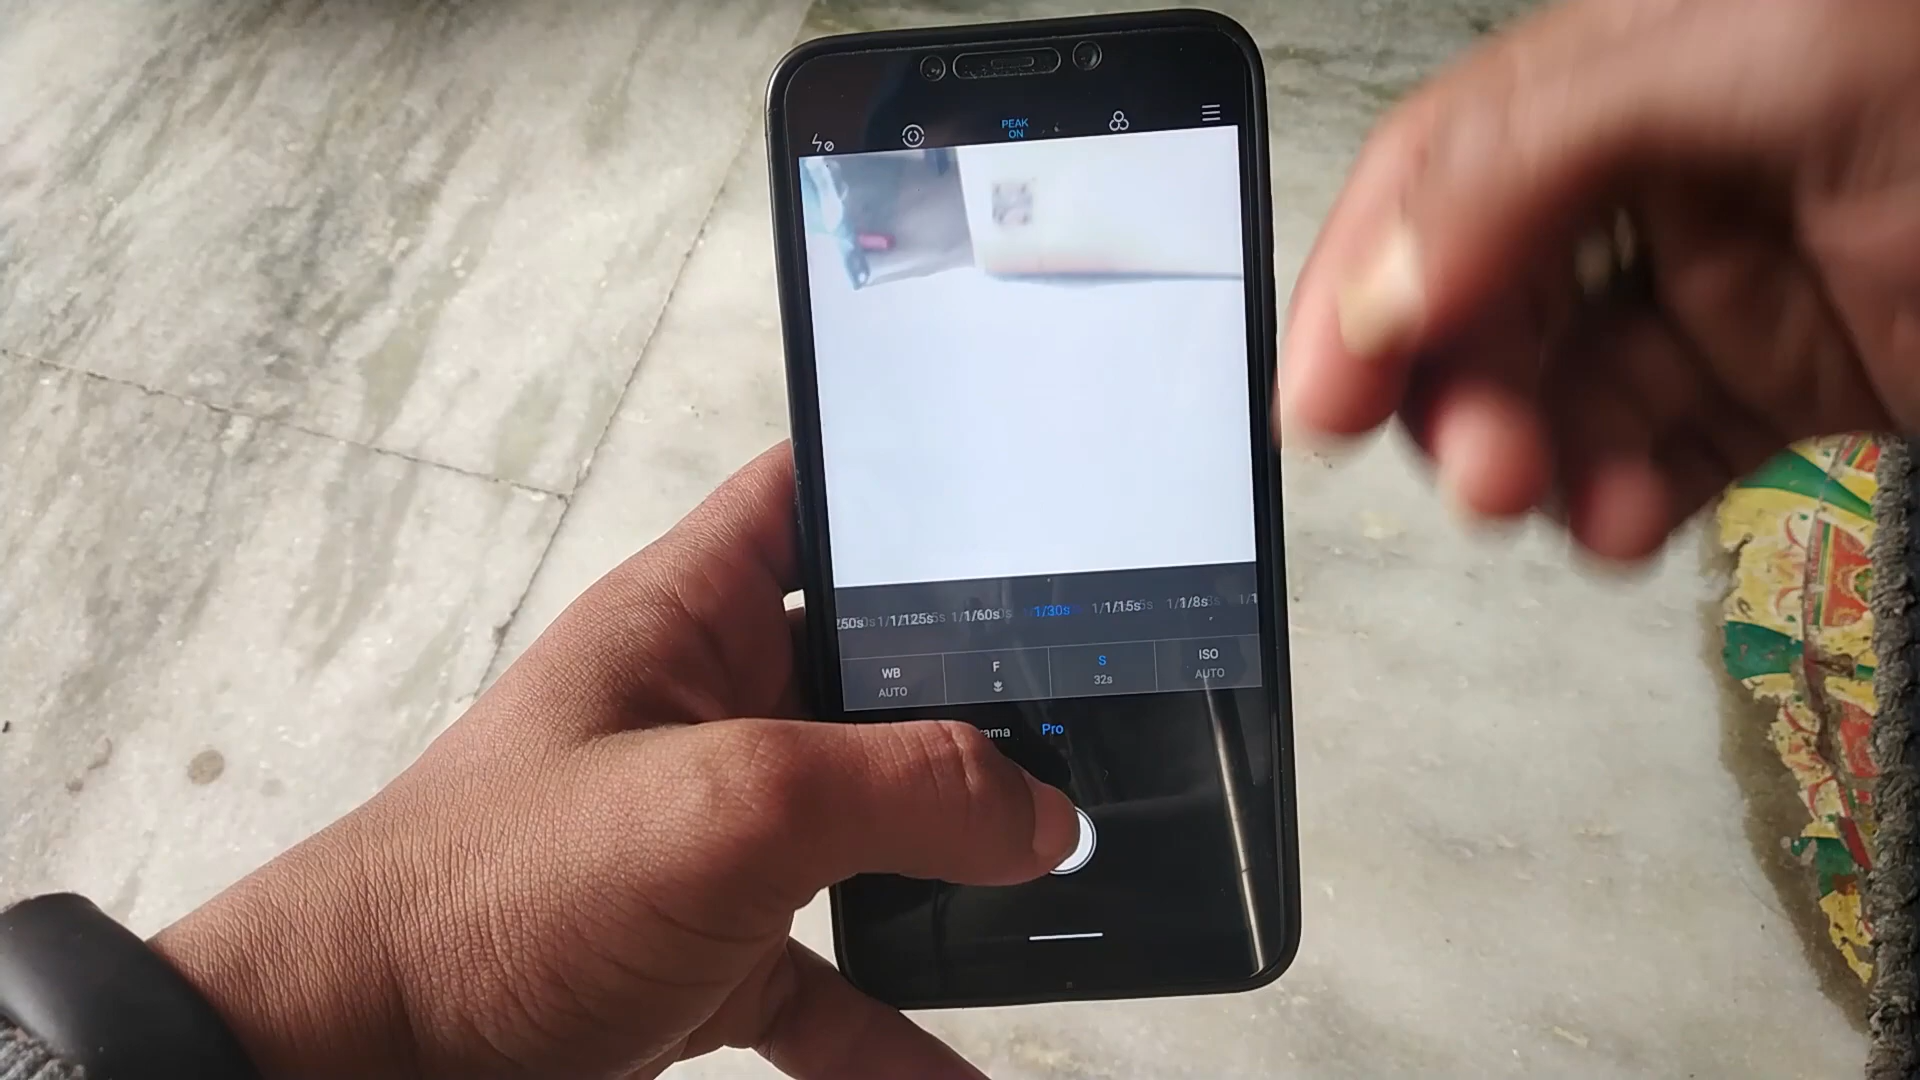 PEAK
ON
1/125s 1/60s 1/30s 1/15s 1/8s
WB F S ISO
AUTO 32s AUTO
Pro